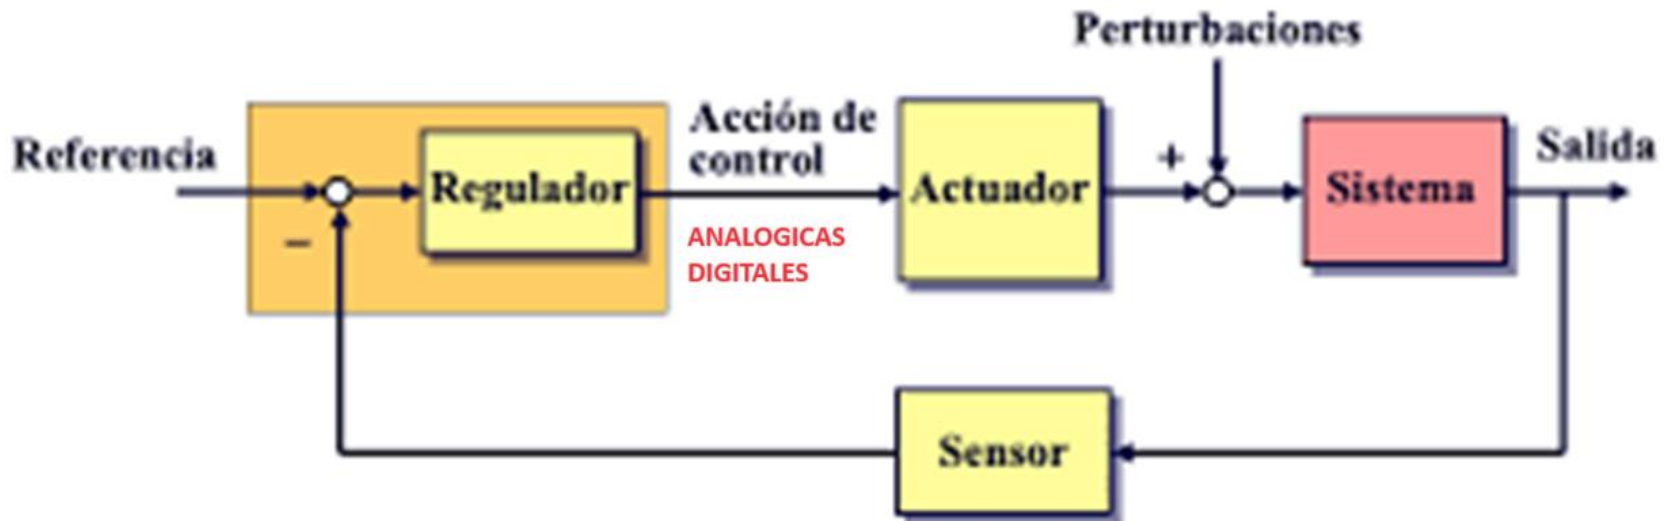 Perturbaciones
Referencia
Regulador
Acción de
control
ANALOGICAS
DIGITALES
Actuador
+
Sistema
Salida
−
Sensor